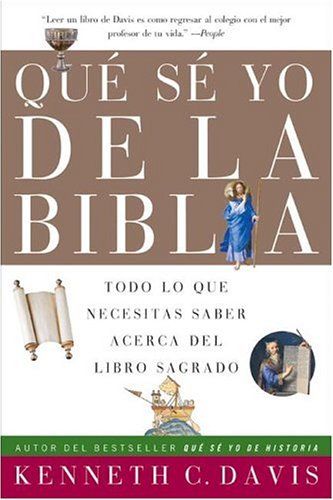 “Leer un libro de Davis es como regresar al colegio con el mejor
profesor de tu vida.” —People
QUÉ SÉ YO
DE LA
BIBLIA
TODO LO QUE
NECESITAS SABER
ACERCA DEL
LIBRO SAGRADO
AUTOR DEL BESTSELLER QUÉ SÉ YO DE HISTORIA
KENNETH C. DAVIS